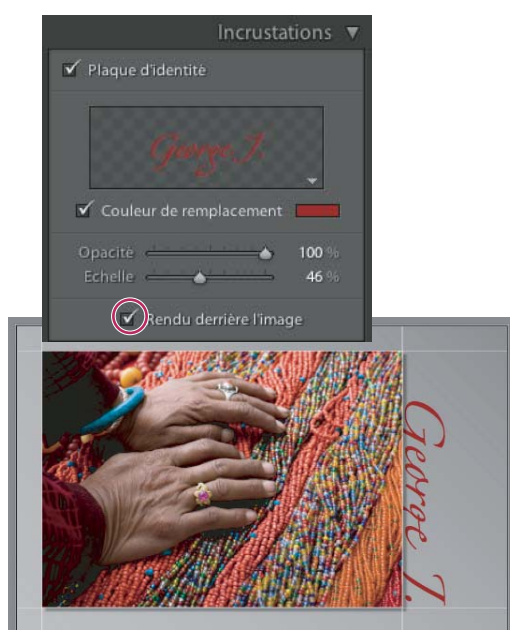 Incrustations ▼
Plaque d'identité
George J.
Couleur de remplacement
Opacité 100 %
Echelle 46 %
Rendu derrière l'image
George J.